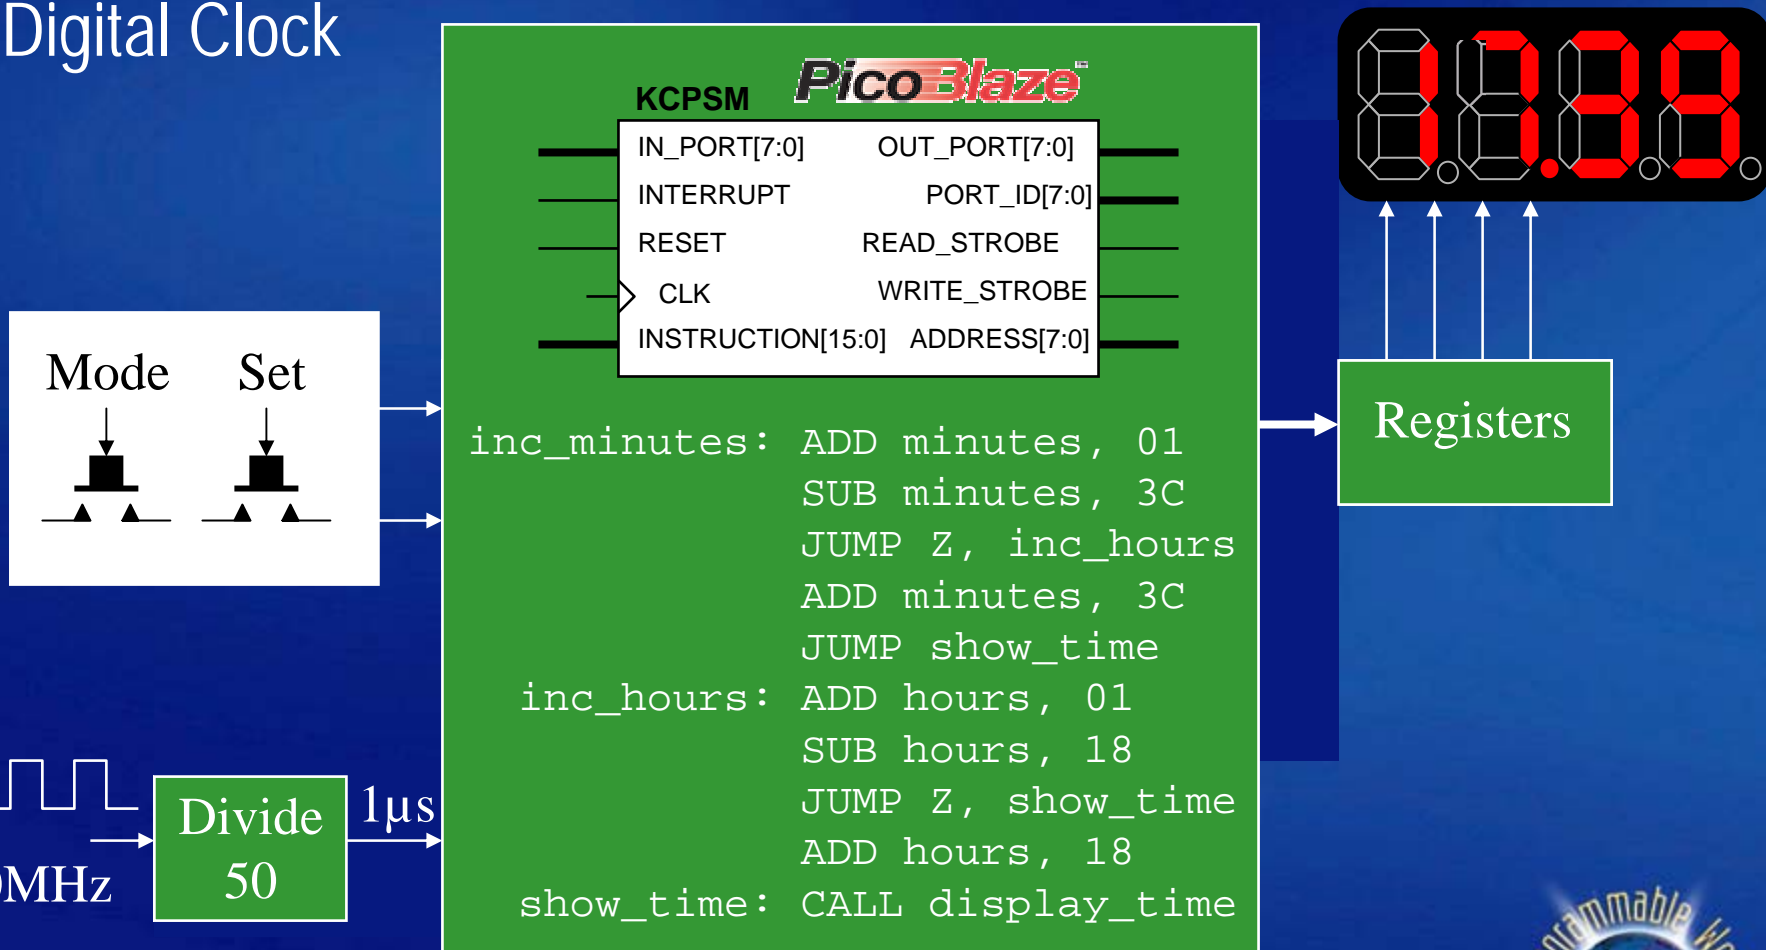 Digital Clock
PicoBlaze
KCPSM
IN_PORT[7:0] OUT_PORT[7:0]
INTERRUPT PORT_ID[7:0]
RESET READ_STROBE
CLK WRITE_STROBE
INSTRUCTION[15:0] ADDRESS[7:0]
17.39
Mode Set
Registers
inc_minutes: ADD minutes, 01
SUB minutes, 3C
JUMP Z, inc_hours
ADD minutes, 3C
JUMP show_time
inc_hours: ADD hours, 01
SUB hours, 18
JUMP Z, show_time
ADD hours, 18
show_time: CALL display_time
Divide
50
1µs
0MHz